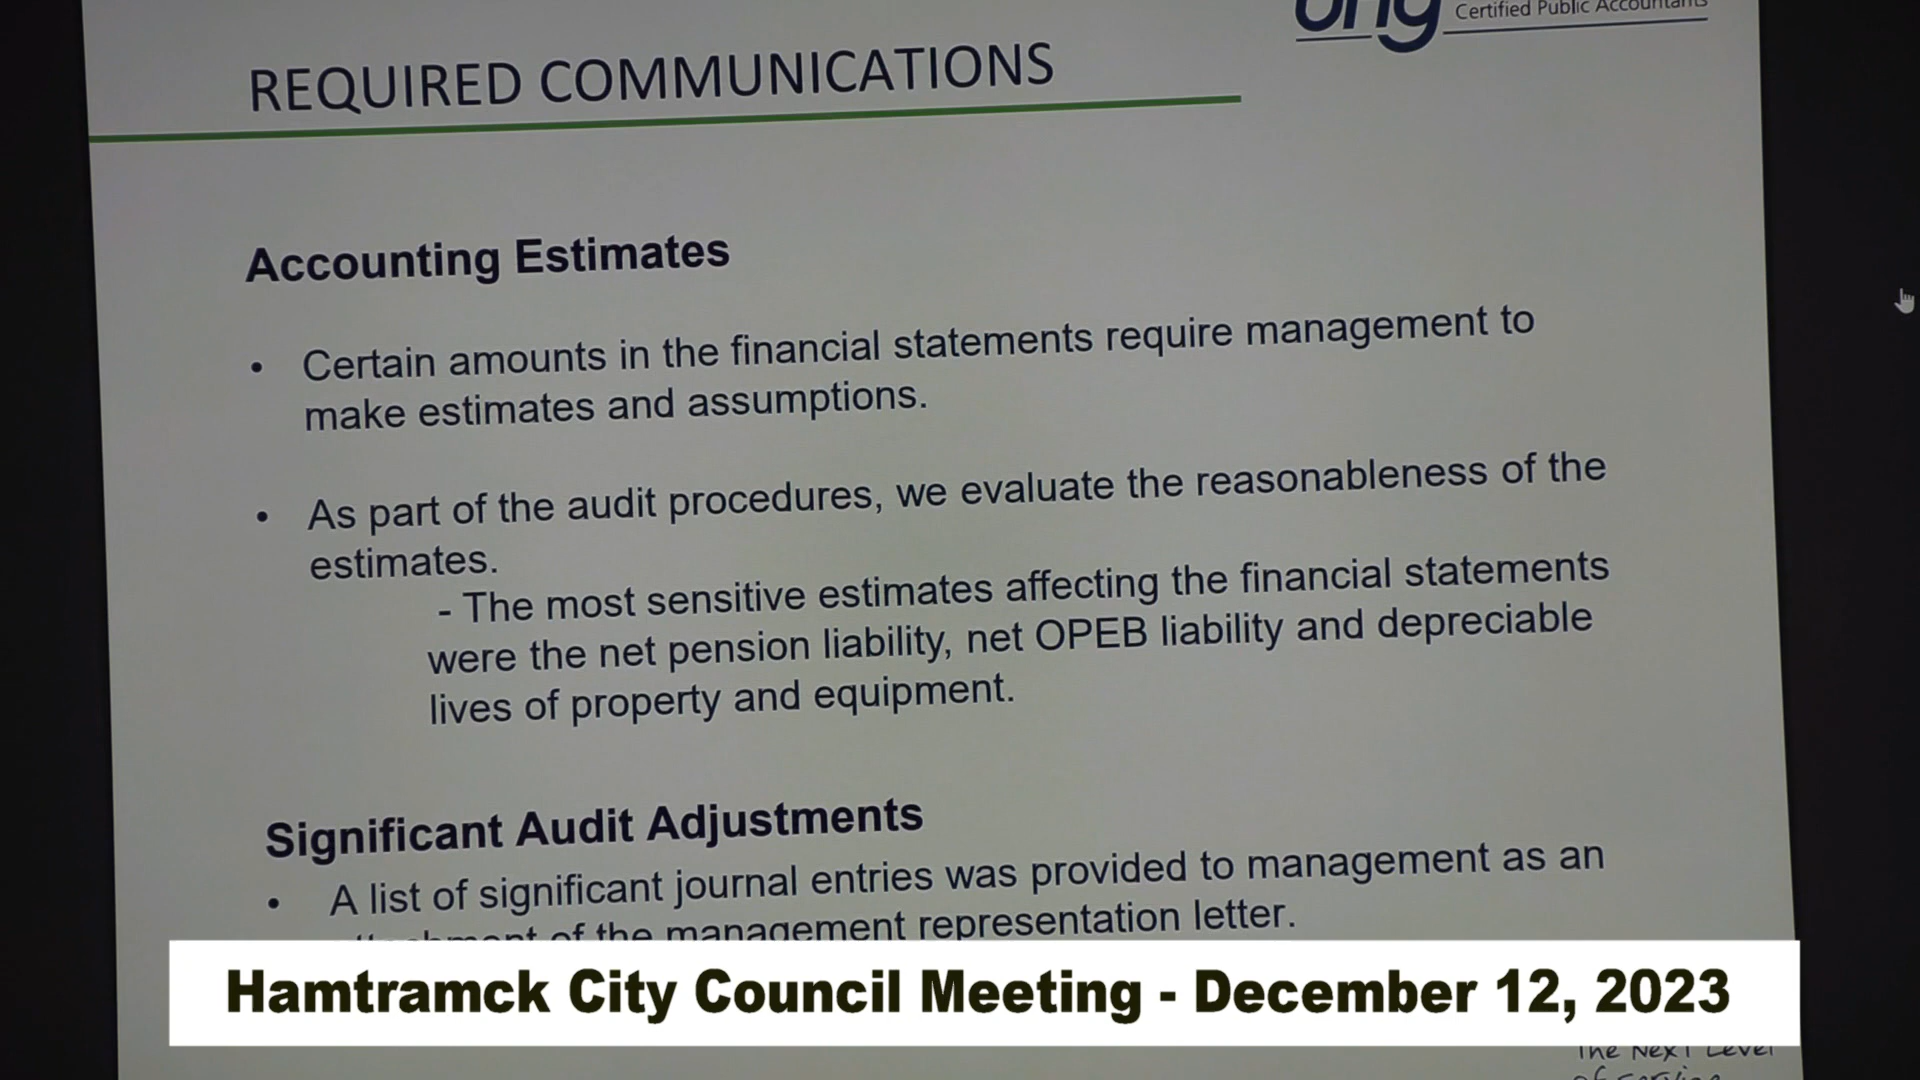 Certified Public Accountants
REQUIRED COMMUNICATIONS
Accounting Estimates
• Certain amounts in the financial statements require management to
make estimates and assumptions.
• As part of the audit procedures, we evaluate the reasonableness of the
estimates.
- The most sensitive estimates affecting the financial statements
were the net pension liability, net OPEB liability and depreciable
lives of property and equipment.
Significant Audit Adjustments
• A list of significant journal entries was provided to management as an
of the management representation letter.
Hamtramck City Council Meeting - December 12, 2023
The Next Level
of